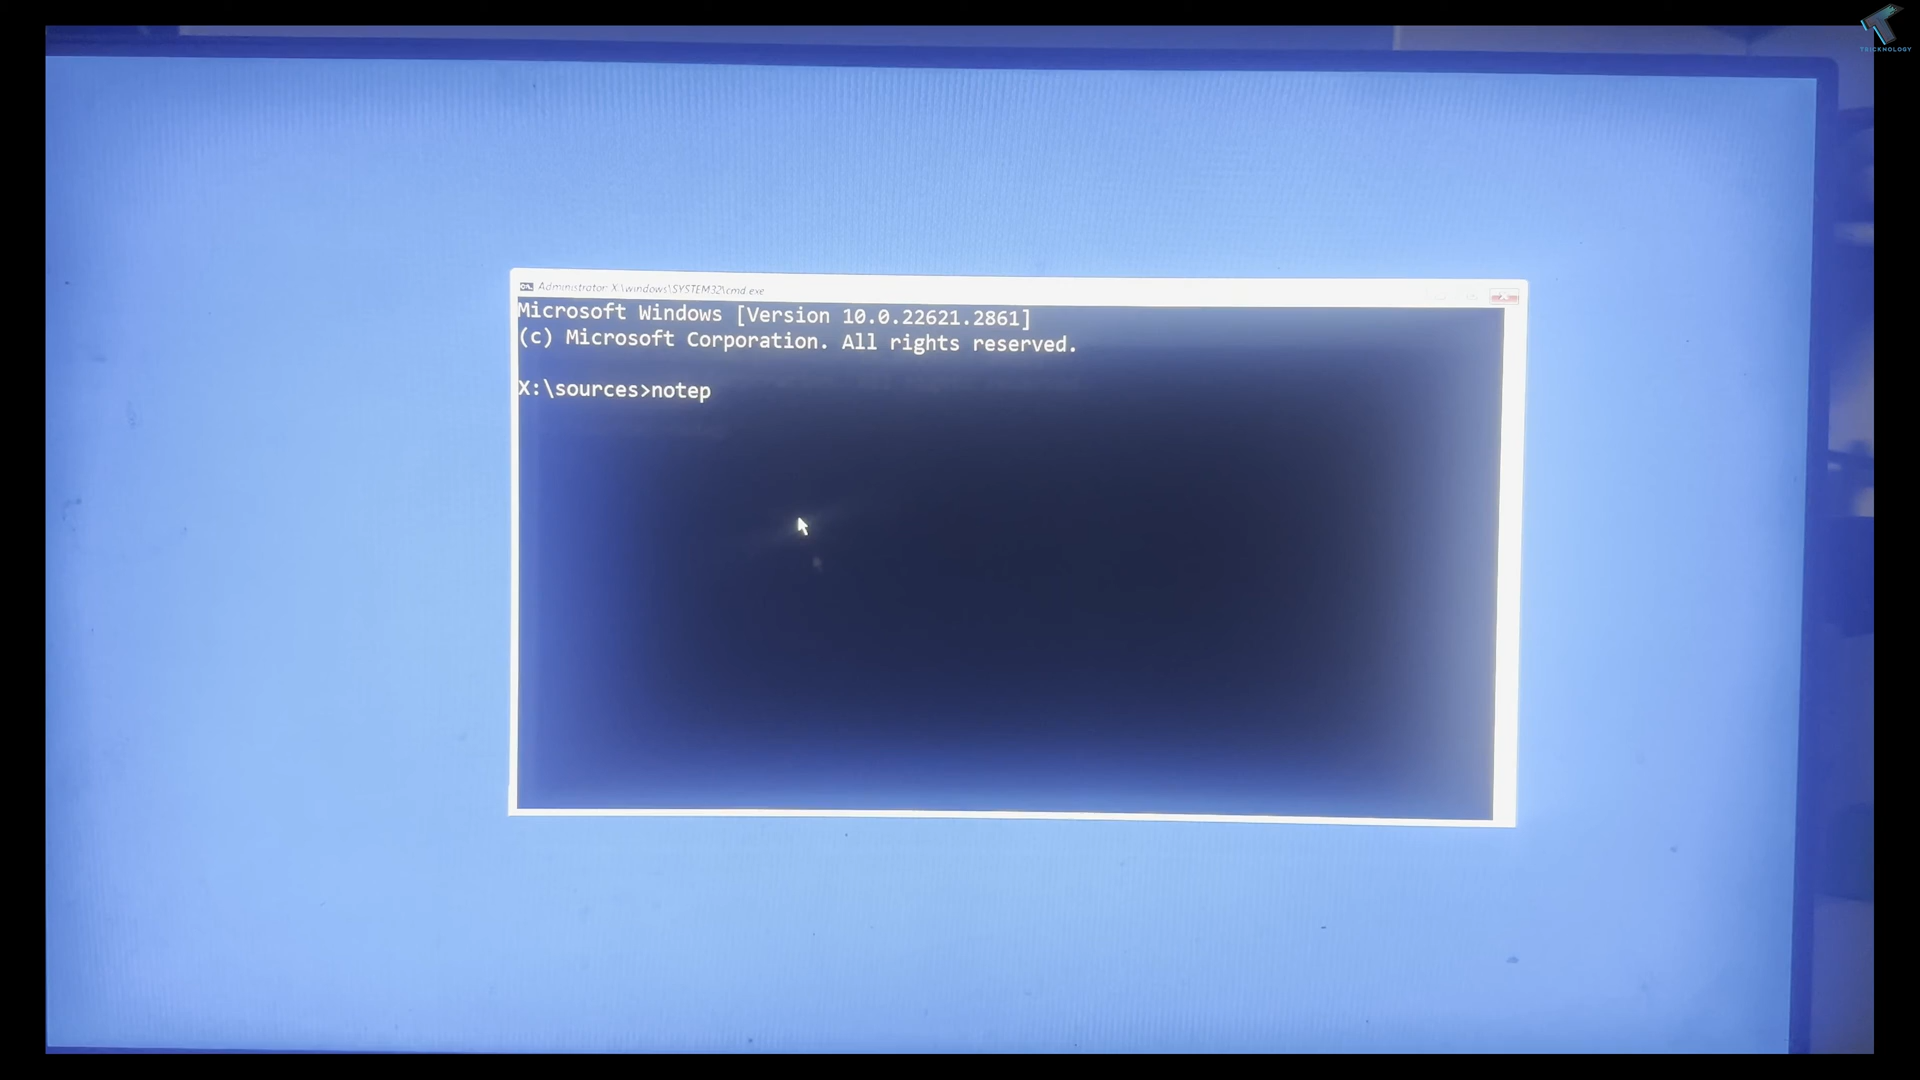 TRICKNOLOGY
Administrator: X:\windows\SYSTEM32\cmd.exe
Microsoft Windows [Version 10.0.22621.2861]
(c) Microsoft Corporation. All rights reserved.
X:\sources>notep